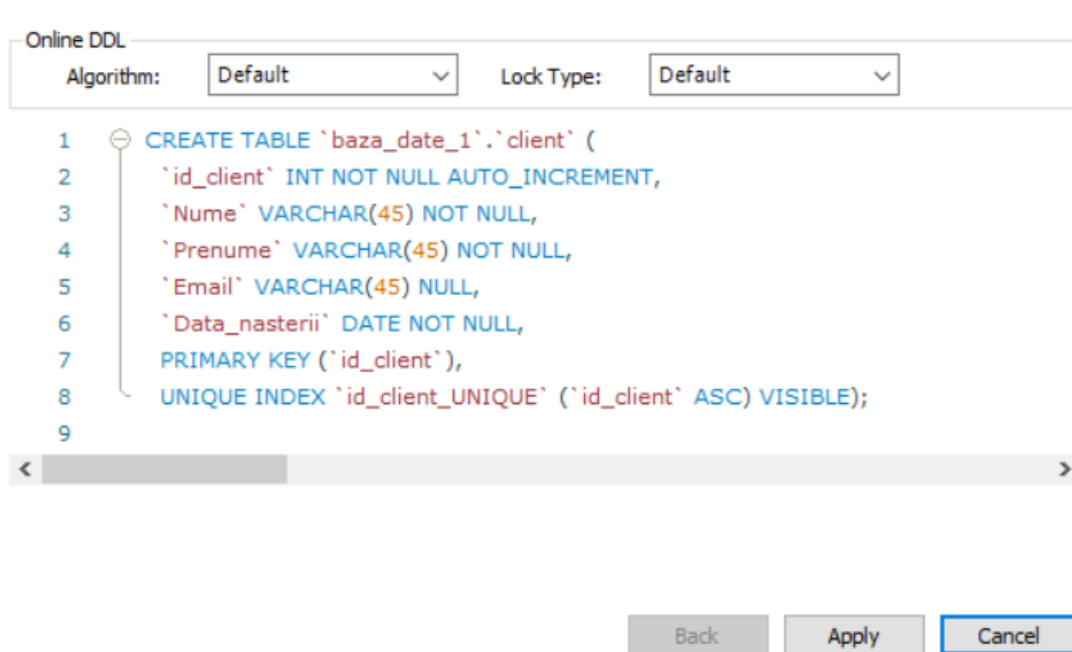 Online DDL
Algorithm: Default Lock Type: Default
1 CREATE TABLE `baza_date_1`.`client` (
2 `id_client` INT NOT NULL AUTO_INCREMENT,
3 `Nume` VARCHAR(45) NOT NULL,
4 `Prenume` VARCHAR(45) NOT NULL,
5 `Email` VARCHAR(45) NULL,
6 `Data_nasterii` DATE NOT NULL,
7 PRIMARY KEY (`id_client`),
8 UNIQUE INDEX `id_client_UNIQUE` (`id_client` ASC) VISIBLE);
9
Back Apply Cancel